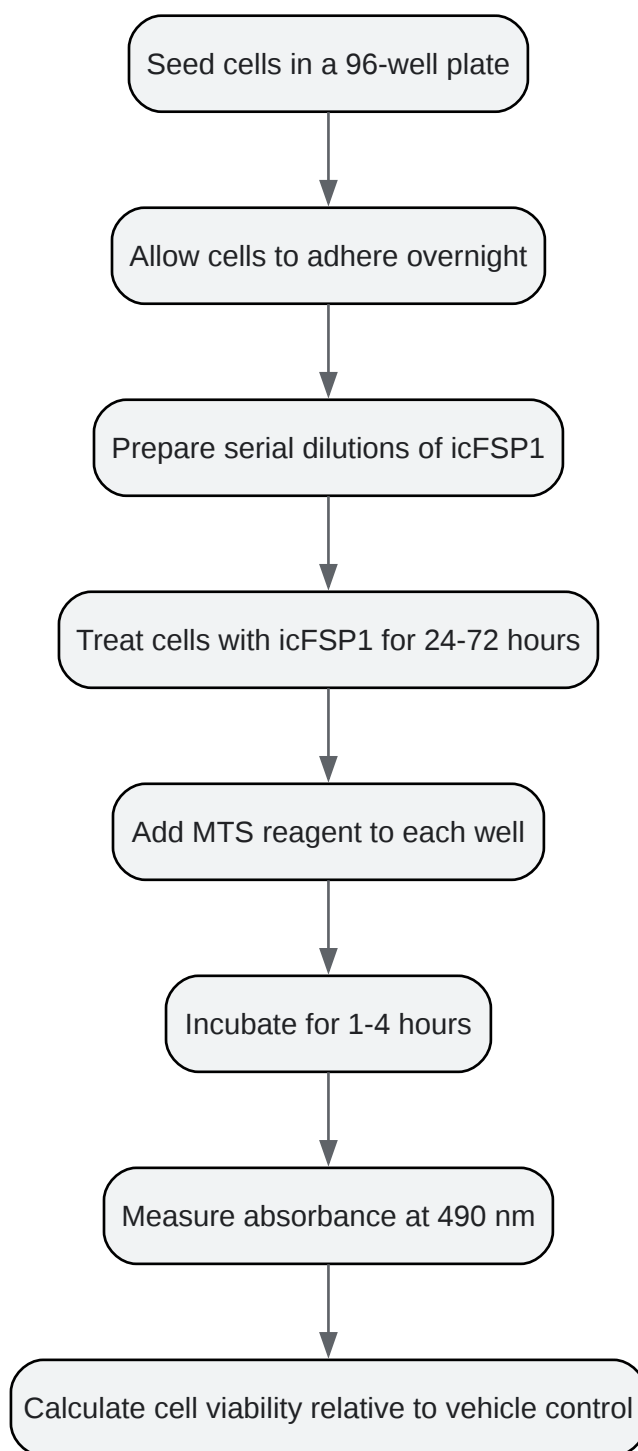 Seed cells in a 96-well plate
Allow cells to adhere overnight
Prepare serial dilutions of icFSP1
Treat cells with icFSP1 for 24-72 hours
Add MTS reagent to each well
Incubate for 1-4 hours
Measure absorbance at 490 nm
Calculate cell viability relative to vehicle control